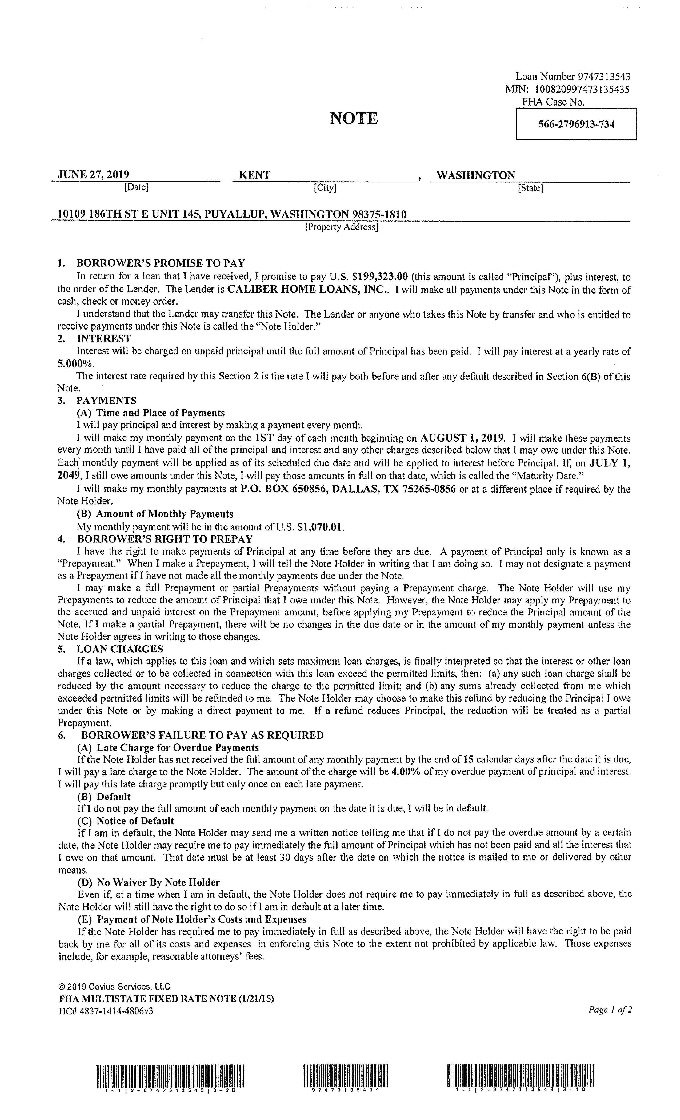 Loan Number 9747313543
MIN: 100820997473135435
FHA Case No.
NOTE
566-2796913-734
JUNE 27, 2019 KENT , WASHINGTON
[Date] [City] [State]
10109 186TH ST E UNIT 145, PUYALLUP, WASHINGTON 98375-1810
[Property Address]
1. BORROWER'S PROMISE TO PAY
In return for a loan that I have received, I promise to pay U.S. $199,323.00 (this amount is called "Principal"), plus interest, to
the order of the Lender. The Lender is CALIBER HOME LOANS, INC.. I will make all payments under this Note in the form of
cash, check or money order.
I understand that the Lender may transfer this Note. The Lender or anyone who takes this Note by transfer and who is entitled to
receive payments under this Note is called the "Note Holder."
2. INTEREST
Interest will be charged on unpaid principal until the full amount of Principal has been paid. I will pay interest at a yearly rate of
5.000%.
The interest rate required by this Section 2 is the rate I will pay both before and after any default described in Section 6(B) of this
Note.
3. PAYMENTS
(A) Time and Place of Payments
I will pay principal and interest by making a payment every month.
I will make my monthly payment on the 1ST day of each month beginning on AUGUST 1, 2019. I will make these payments
every month until I have paid all of the principal and interest and any other charges described below that I may owe under this Note.
Each monthly payment will be applied as of its scheduled due date and will be applied to interest before Principal. If, on JULY 1,
2049, I still owe amounts under this Note, I will pay those amounts in full on that date, which is called the "Maturity Date."
I will make my monthly payments at P.O. BOX 650856, DALLAS, TX 75265-0856 or at a different place if required by the
Note Holder.
(B) Amount of Monthly Payments
My monthly payment will be in the amount of U.S. $1,070.01.
4. BORROWER'S RIGHT TO PREPAY
I have the right to make payments of Principal at any time before they are due. A payment of Principal only is known as a
"Prepayment." When I make a Prepayment, I will tell the Note Holder in writing that I am doing so. I may not designate a payment
as a Prepayment if I have not made all the monthly payments due under the Note.
I may make a full Prepayment or partial Prepayments without paying a Prepayment charge. The Note Holder will use my
Prepayments to reduce the amount of Principal that I owe under this Note. However, the Note Holder may apply my Prepayment to
the accrued and unpaid interest on the Prepayment amount, before applying my Prepayment to reduce the Principal amount of the
Note. If I make a partial Prepayment, there will be no changes in the due date or in the amount of my monthly payment unless the
Note Holder agrees in writing to those changes.
5. LOAN CHARGES
If a law, which applies to this loan and which sets maximum loan charges, is finally interpreted so that the interest or other loan
charges collected or to be collected in connection with this loan exceed the permitted limits, then: (a) any such loan charge shall be
reduced by the amount necessary to reduce the charge to the permitted limit; and (b) any sums already collected from me which
exceeded permitted limits will be refunded to me. The Note Holder may choose to make this refund by reducing the Principal I owe
under this Note or by making a direct payment to me. If a refund reduces Principal, the reduction will be treated as a partial
Prepayment.
6. BORROWER'S FAILURE TO PAY AS REQUIRED
(A) Late Charge for Overdue Payments
If the Note Holder has not received the full amount of any monthly payment by the end of 15 calendar days after the date it is due,
I will pay a late charge to the Note Holder. The amount of the charge will be 4.00% of my overdue payment of principal and interest.
I will pay this late charge promptly but only once on each late payment.
(B) Default
If I do not pay the full amount of each monthly payment on the date it is due, I will be in default.
(C) Notice of Default
If I am in default, the Note Holder may send me a written notice telling me that if I do not pay the overdue amount by a certain
date, the Note Holder may require me to pay immediately the full amount of Principal which has not been paid and all the interest that
I owe on that amount. That date must be at least 30 days after the date on which the notice is mailed to me or delivered by other
means.
(D) No Waiver By Note Holder
Even if, at a time when I am in default, the Note Holder does not require me to pay immediately in full as described above, the
Note Holder will still have the right to do so if I am in default at a later time.
(E) Payment of Note Holder's Costs and Expenses
If the Note Holder has required me to pay immediately in full as described above, the Note Holder will have the right to be paid
back by me for all of its costs and expenses, in enforcing this Note to the extent not prohibited by applicable law. Those expenses
include, for example, reasonable attorneys' fees.
© 2019 Covius Services, LLC
FHA MULTISTATE FIXED RATE NOTE (1/21/15)
DC# 4837-1414-4806v3 Page 1 of 2